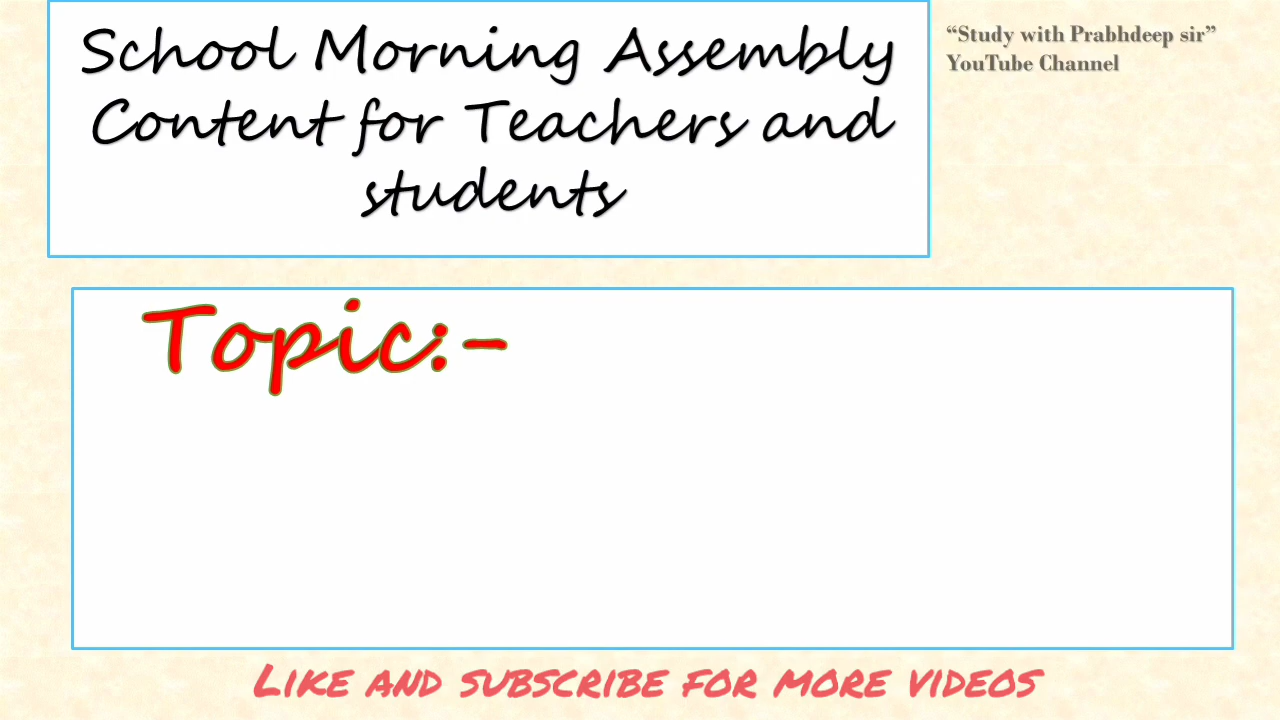 School Morning Assembly
Content for Teachers and
students
“Study with Prabhdeep sir”
YouTube Channel
Topic:-
Like and subscribe for more videos